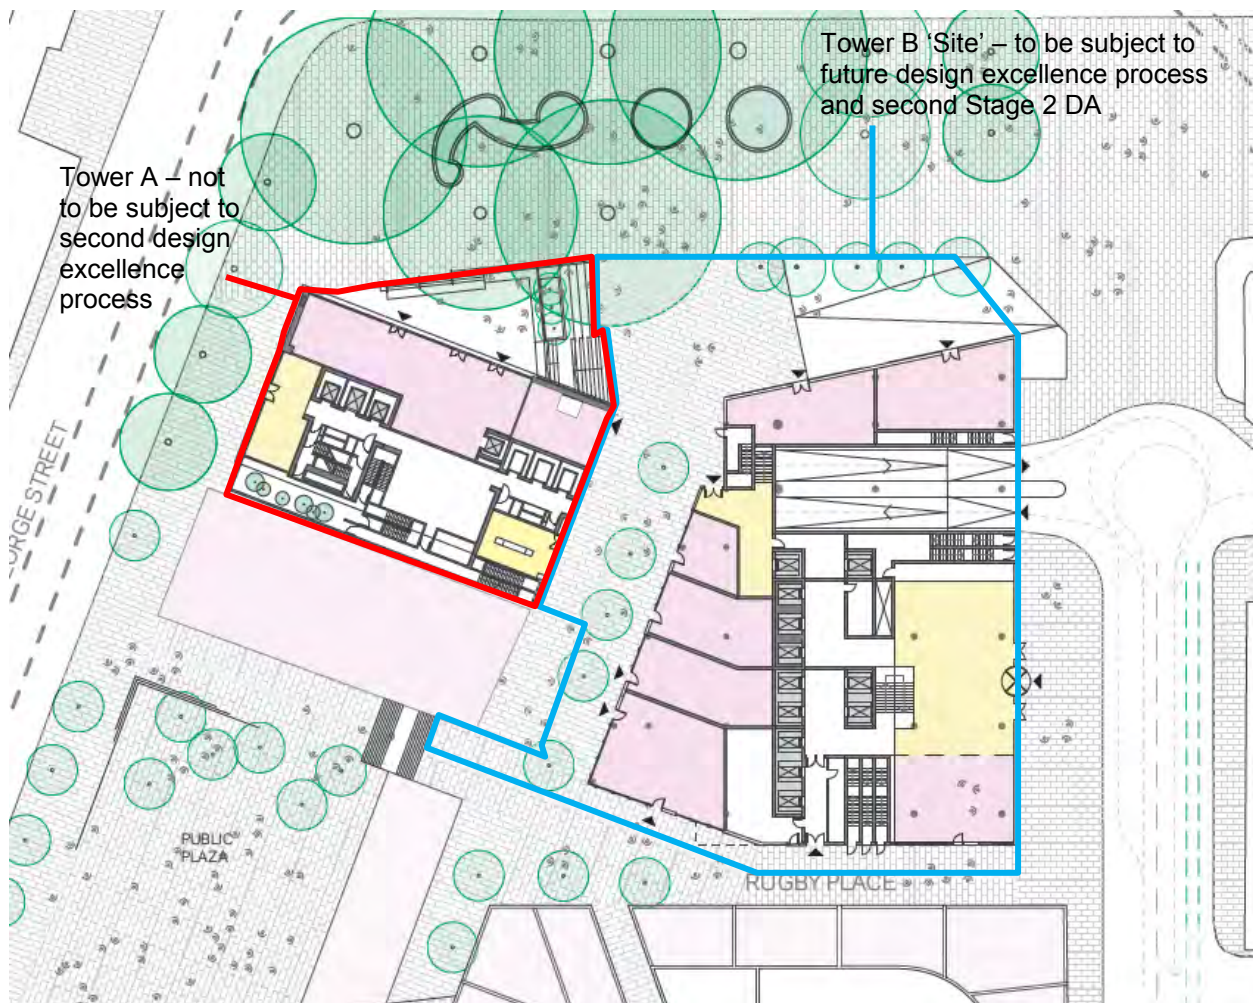 Tower B ‘Site’ – to be subject to
future design excellence process
and second Stage 2 DA
Tower A – not
to be subject to
second design
excellence
process
ORGE STREET
PUBLIC
PLAZA
RUGBY PLACE